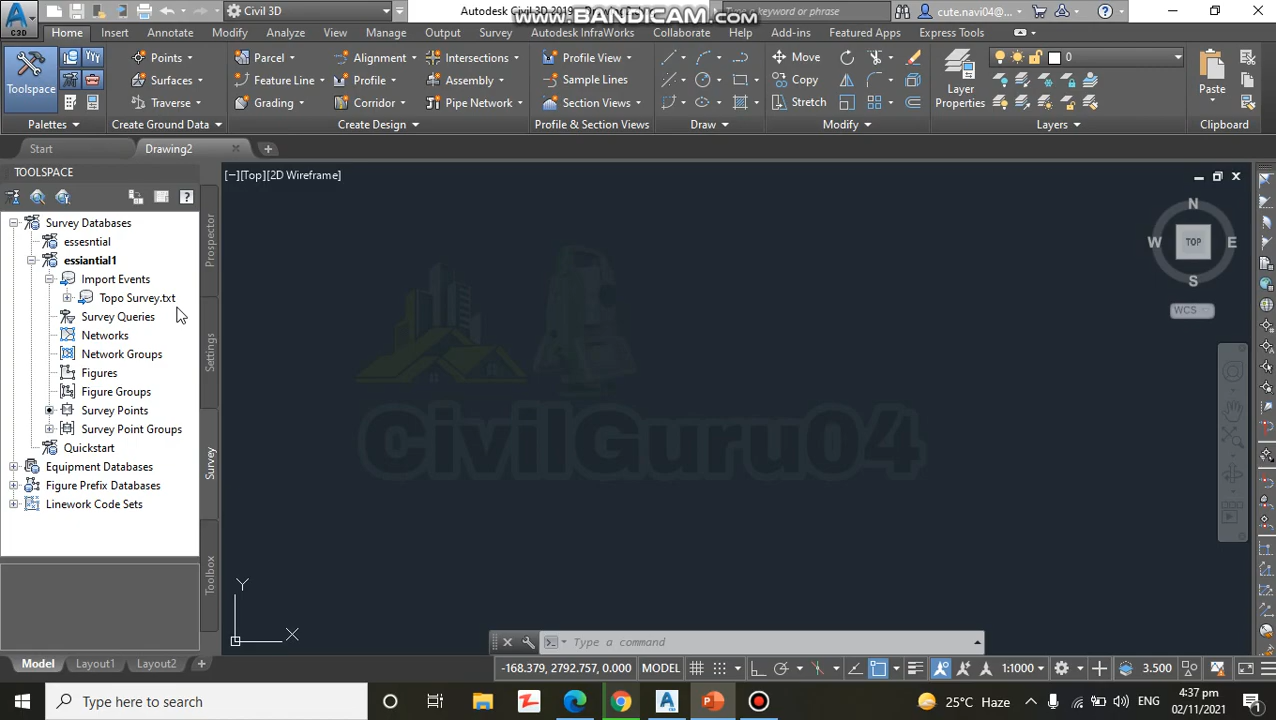 C3D
Civil 3D
Autodesk Civil 3D 2019
WWW.BANDICAM.COM
Type a keyword or phrase
cute.navi04@...
Home Insert Annotate Modify Analyze View Manage Output Survey Autodesk InfraWorks Collaborate Help Add-ins Featured Apps Express Tools
Toolspace
Points
Surfaces
Traverse
Parcel
Feature Line
Grading
Alignment
Profile
Corridor
Intersections
Assembly
Pipe Network
Profile View
Sample Lines
Section Views
Move
Copy
Stretch
Layer
Properties
0
Paste
Palettes Create Ground Data Create Design Profile & Section Views Draw Modify Layers Clipboard
Start Drawing2
TOOLSPACE
[−][Top][2D Wireframe]
Survey Databases
essesntial
essiantial1
Import Events
Topo Survey.txt
Survey Queries
Networks
Network Groups
Figures
Figure Groups
Survey Points
Survey Point Groups
Quickstart
Equipment Databases
Figure Prefix Databases
Linework Code Sets
Prospector
Settings
Survey
Toolbox
CivilGuru04
N
W TOP E
S
WCS
Y
X
Type a command
Model Layout1 Layout2
-168.379, 2792.757, 0.000 MODEL 1:1000 3.500
Type here to search
25°C Haze
ENG
4:37 pm
02/11/2021
1